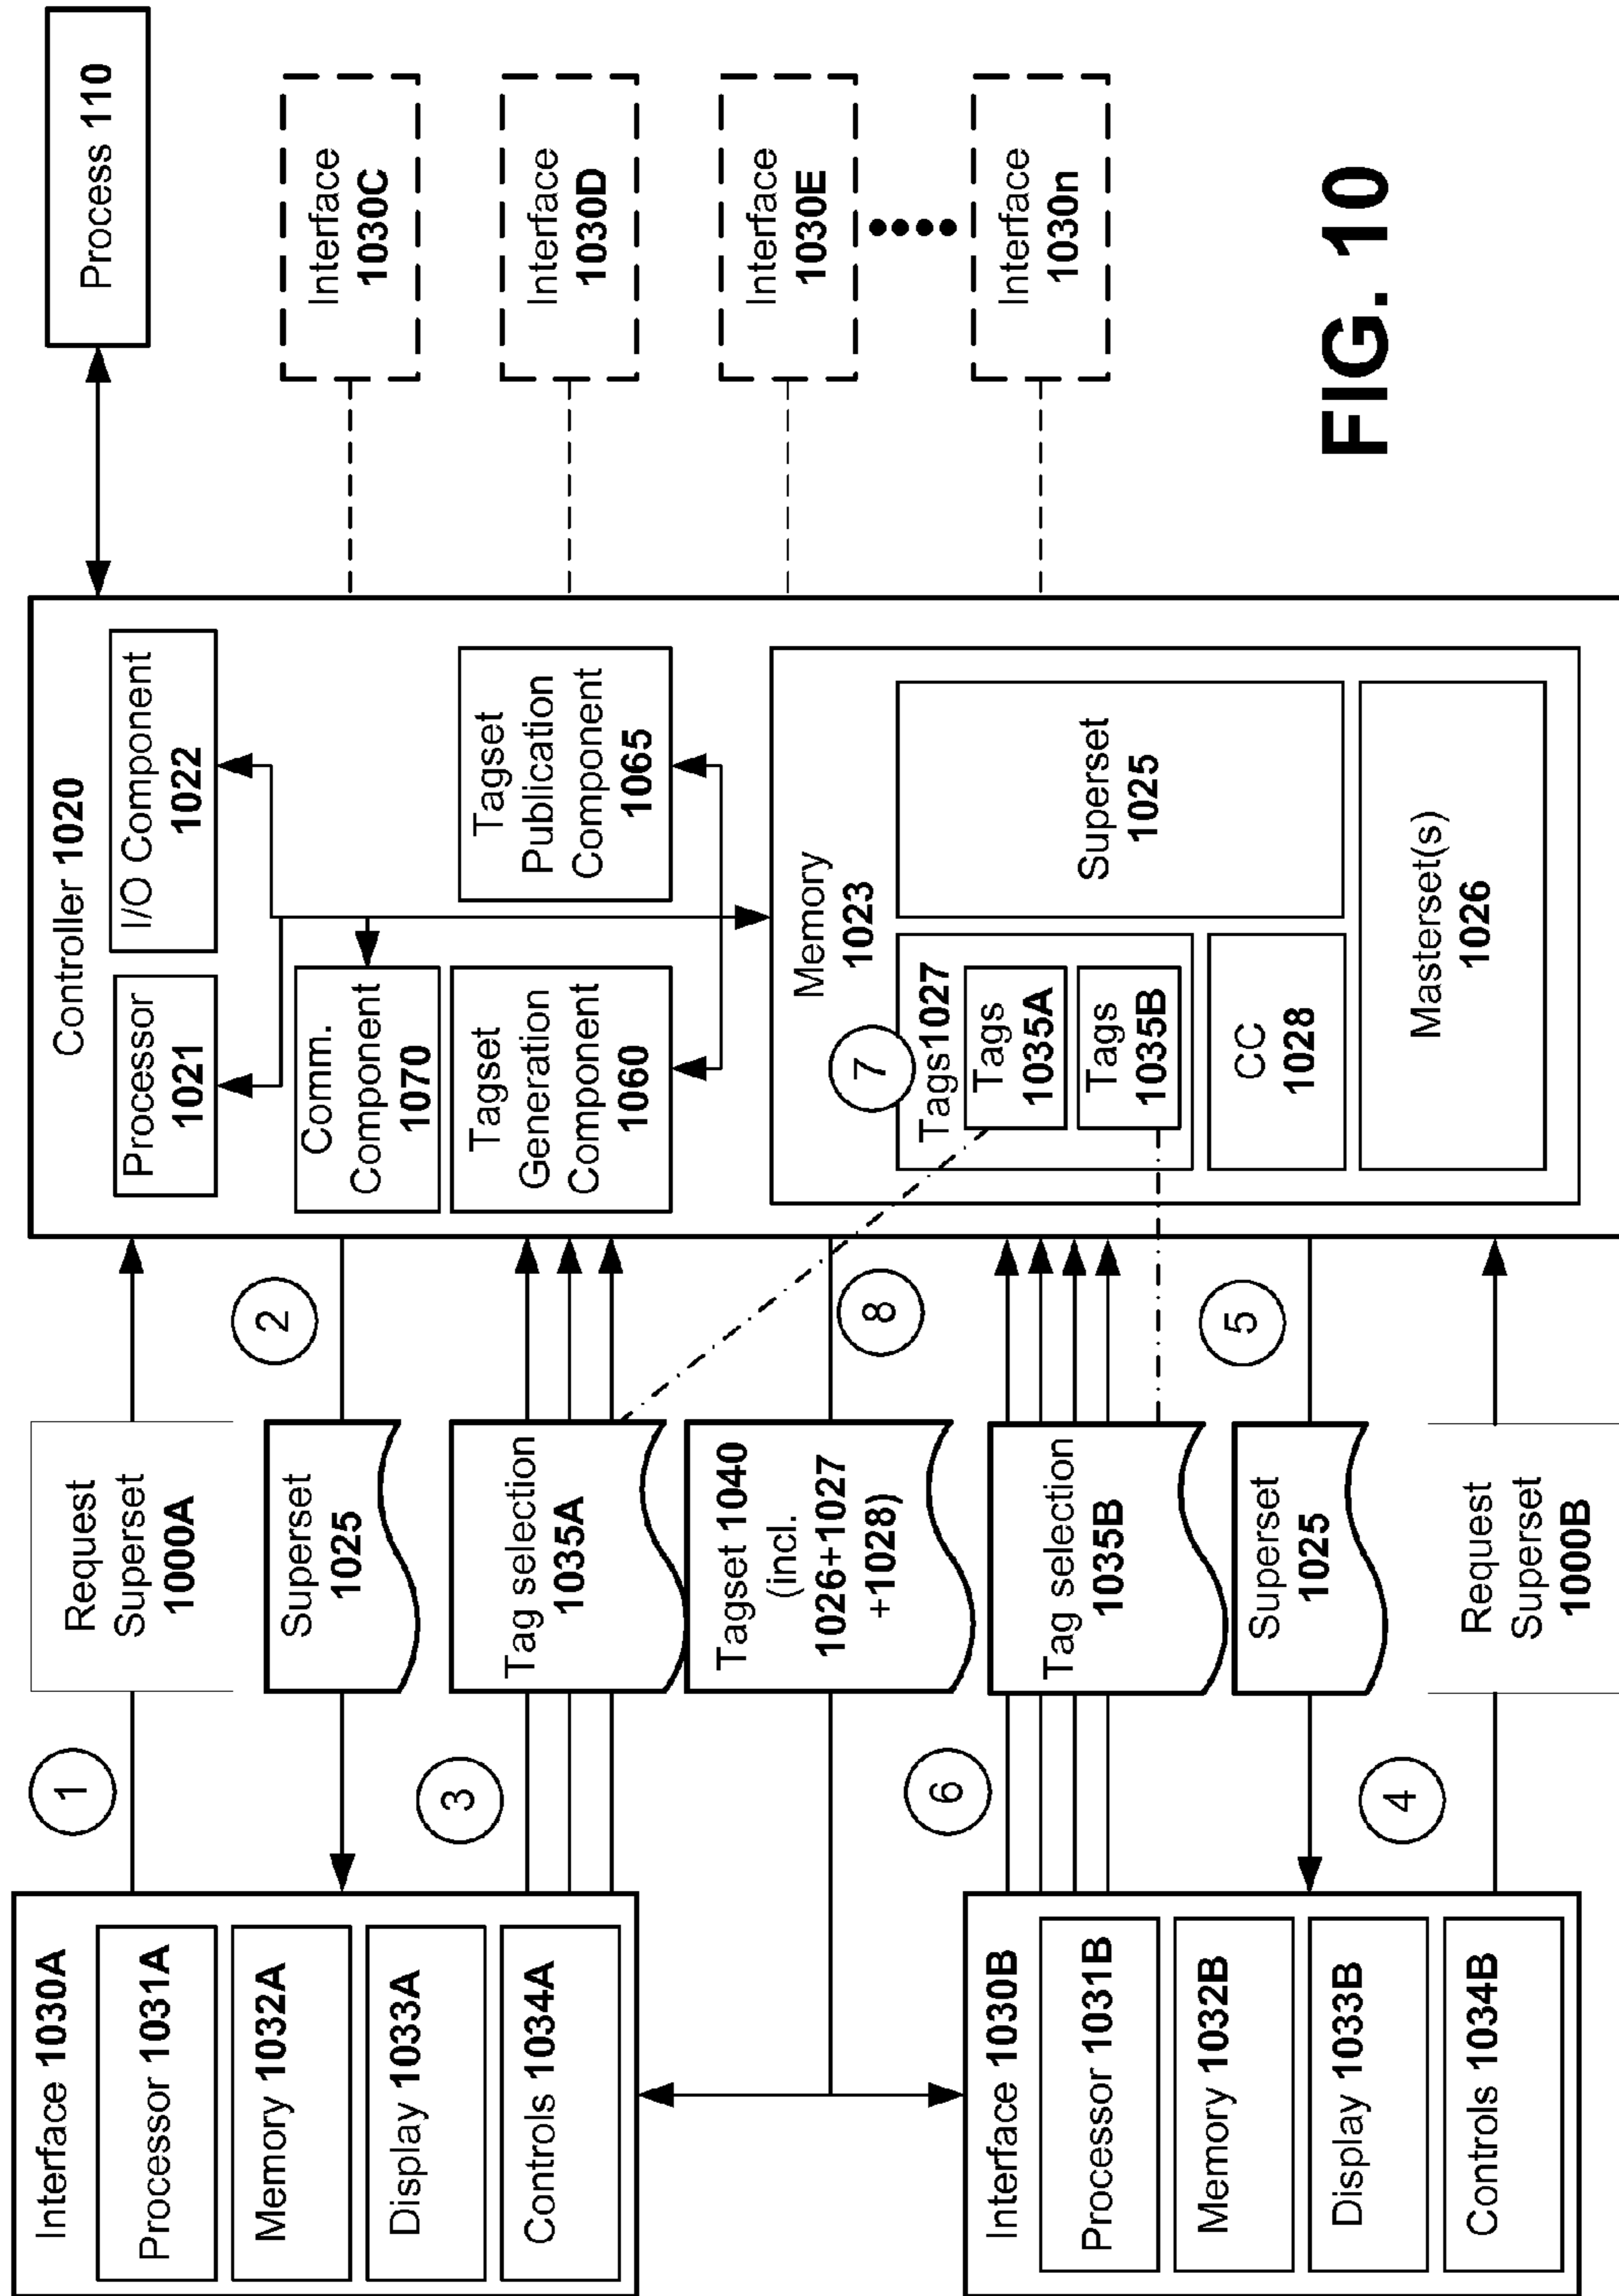 Interface 1030A
Processor 1031A
Memory 1032A
Display 1033A
Controls 1034A
Interface 1030B
Processor 1031B
Memory 1032B
Display 1033B
Controls 1034B
1
Request
Superset
1000A
2
Superset
1025
3
Tag selection
1035A
Tagset 1040
(incl.
1026+1027
+1028)
8
6
Tag selection
1035B
5
Superset
1025
4
Request
Superset
1000B
Controller 1020
Processor
1021
I/O Component
1022
Comm.
Component
1070
Tagset
Generation
Component
1060
Tagset
Publication
Component
1065
Memory
1023
7
Tags1027
Tags
1035A
Tags
1035B
Superset
1025
CC
1028
Masterset(s)
1026
Process 110
Interface
1030C
Interface
1030D
Interface
1030E
Interface
1030n
FIG. 10